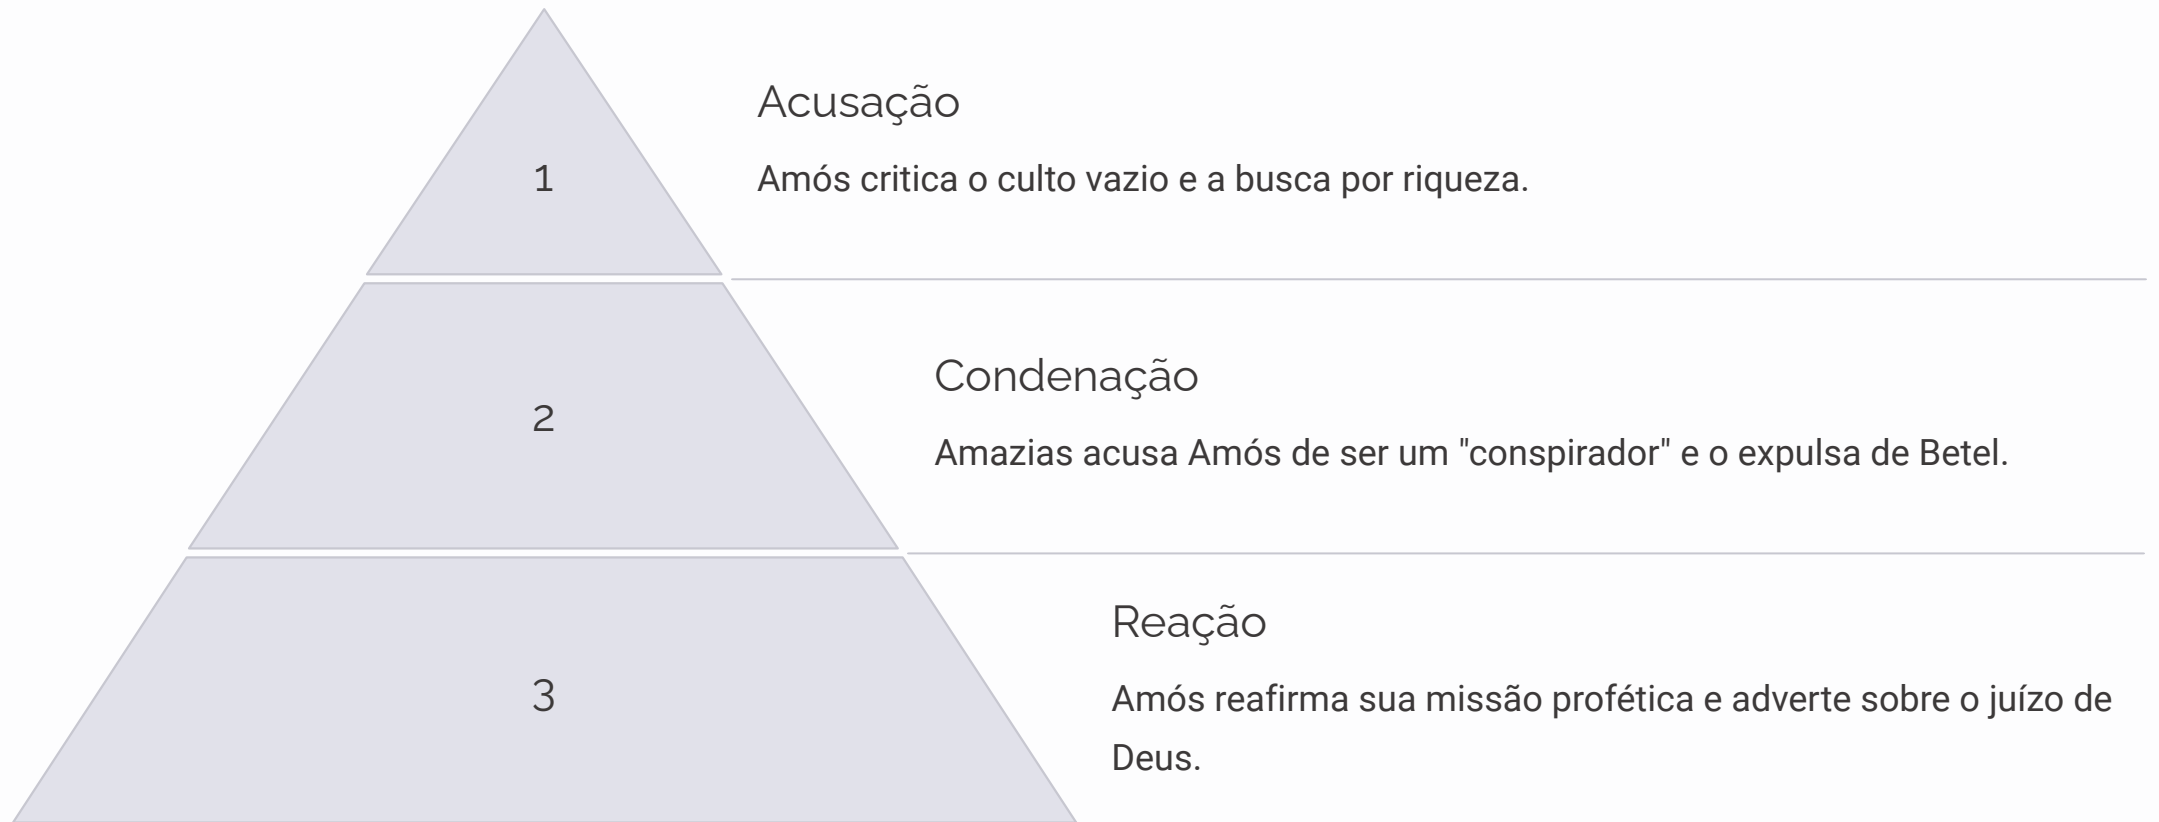 1
Acusação
Amós critica o culto vazio e a busca por riqueza.
2
Condenação
Amazias acusa Amós de ser um "conspirador" e o expulsa de Betel.
3
Reação
Amós reafirma sua missão profética e adverte sobre o juízo de
Deus.